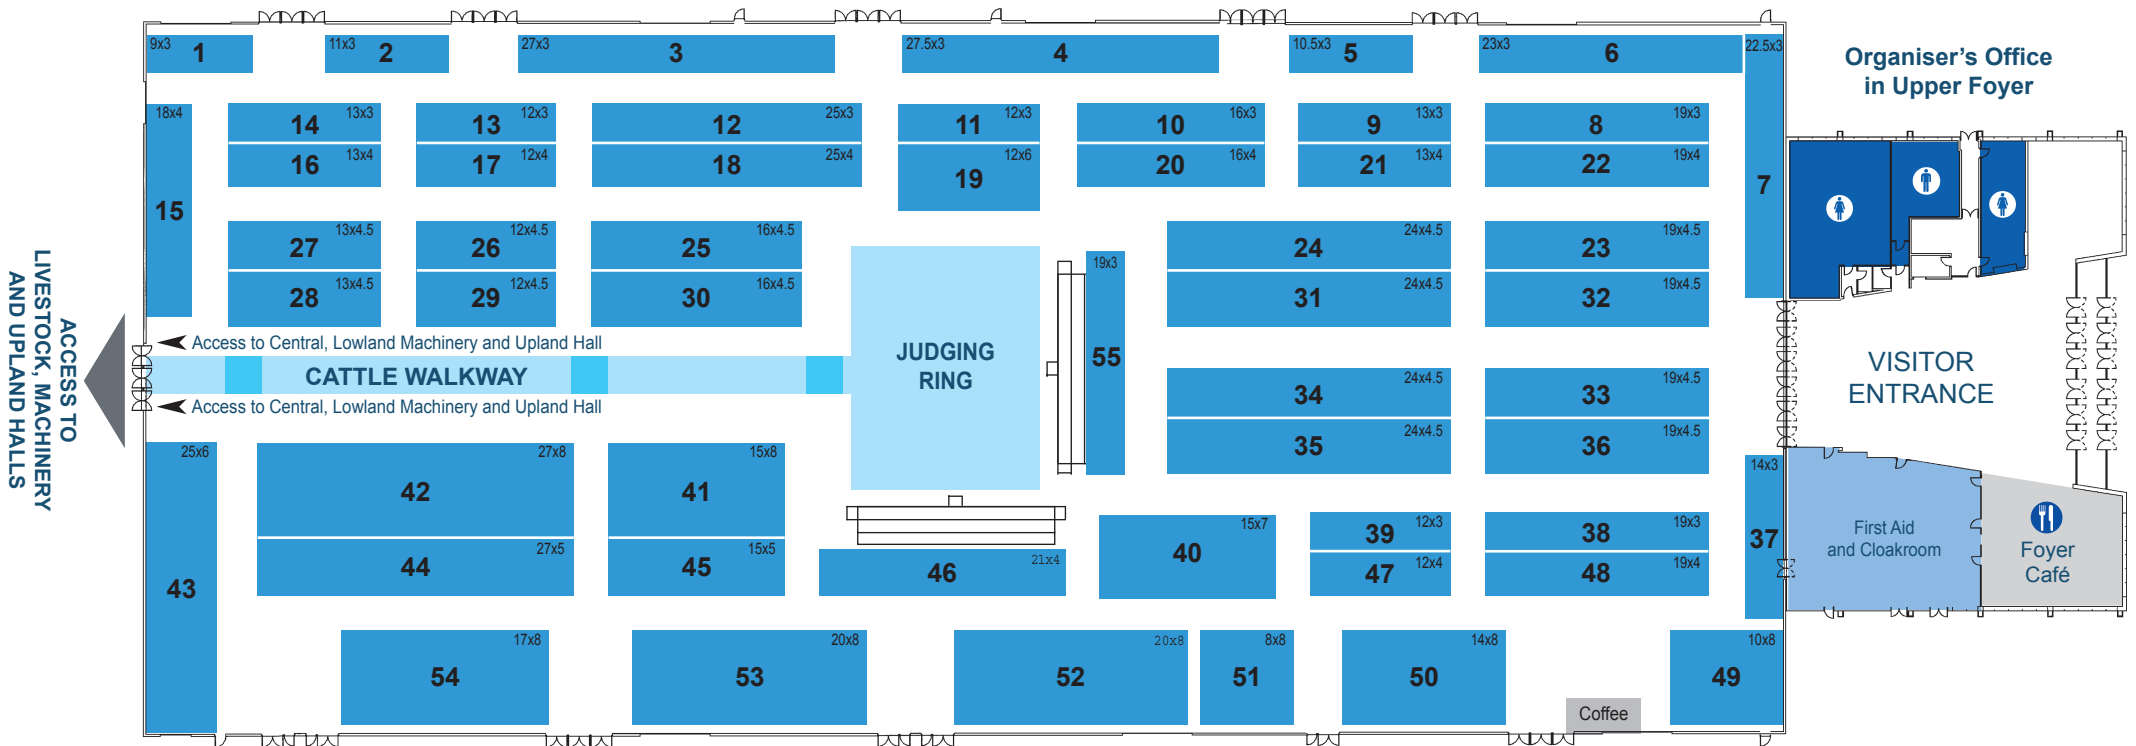 9x3
1
11x3
2
27x3
3
27.5x3
4
10.5x3
5
23x3
6
22.5x3
7
Organiser's Office
in Upper Foyer
18x4
15
14
13x3
13
12x3
12
25x3
11
12x3
10
16x3
9
13x3
8
19x3
16
13x4
17
12x4
18
25x4
19
12x6
20
16x4
21
13x4
22
19x4
27
13x4.5
26
12x4.5
25
16x4.5
24
24x4.5
23
19x4.5
28
13x4.5
29
12x4.5
30
16x4.5
19x3
55
31
24x4.5
32
19x4.5
ACCESS TO
LIVESTOCK, MACHINERY
AND UPLAND HALLS
Access to Central, Lowland Machinery and Upland Hall
CATTLE WALKWAY
Access to Central, Lowland Machinery and Upland Hall
JUDGING
RING
34
24x4.5
33
19x4.5
VISITOR
ENTRANCE
35
24x4.5
36
19x4.5
25x6
43
42
27x8
41
15x8
14x3
37
44
27x5
45
15x5
46
21x4
40
15x7
39
12x3
38
19x3
47
12x4
48
19x4
First Aid
and Cloakroom
Foyer
Café
54
17x8
53
20x8
52
20x8
51
8x8
50
14x8
Coffee
49
10x8